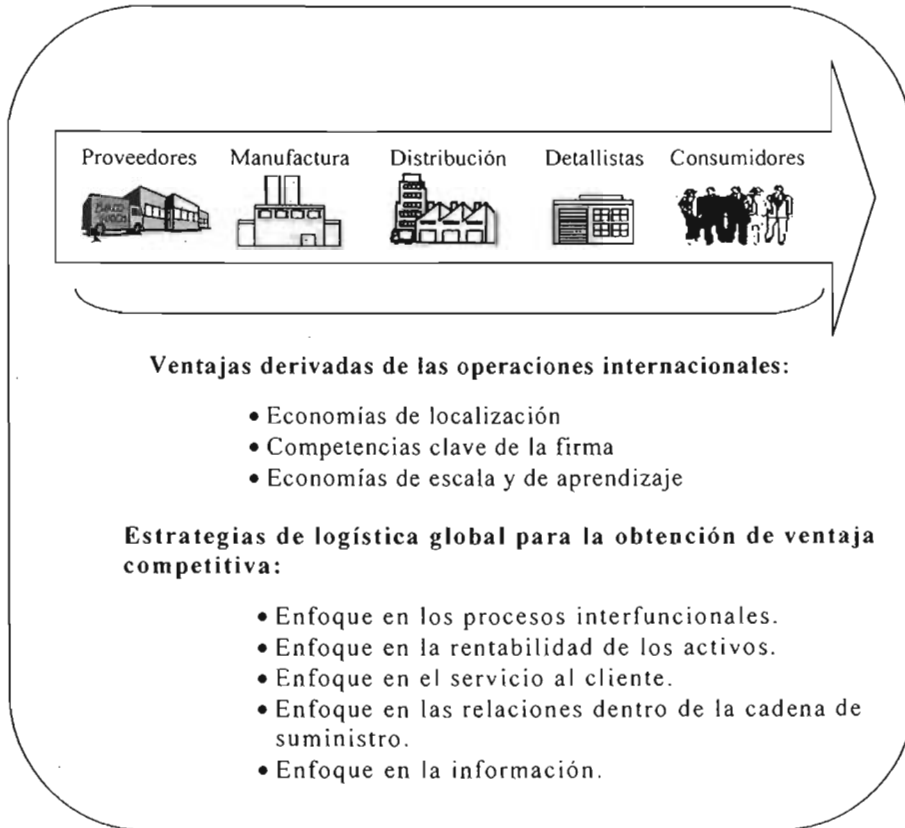 Proveedores Manufactura Distribución Detallistas Consumidores
Ventajas derivadas de las operaciones internacionales:
• Economías de localización
• Competencias clave de la firma
• Economías de escala y de aprendizaje
Estrategias de logística global para la obtención de ventaja
competitiva:
• Enfoque en los procesos interfuncionales.
• Enfoque en la rentabilidad de los activos.
• Enfoque en el servicio al cliente.
• Enfoque en las relaciones dentro de la cadena de
suministro.
• Enfoque en la información.